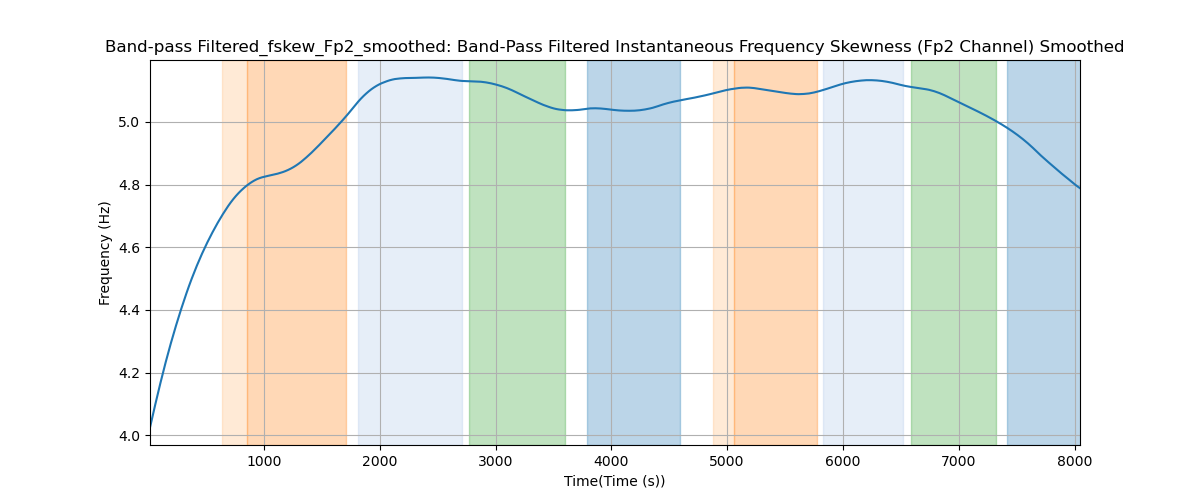 Band-pass Filtered_fskew_Fp2_smoothed: Band-Pass Filtered Instantaneous Frequency Skewness (Fp2 Channel) Smoothed
Frequency (Hz)
5.0
4.8
4.6
4.4
4.2
4.0
1000 2000 3000 4000 5000 6000 7000 8000
Time(Time (s))